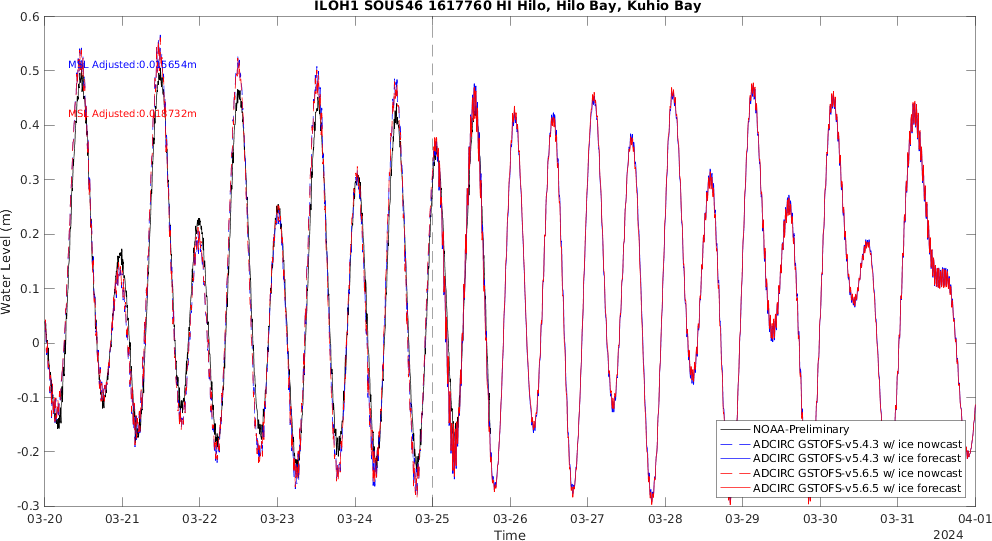 ILOH1 SOUS46 1617760 HI Hilo, Hilo Bay, Kuhio Bay
0.6
0.5
0.4
0.3
0.2
0.1
0
-0.1
-0.2
-0.3
Water Level (m)
MSL Adjusted:0.015654m
MSL Adjusted:0.018732m
NOAA-Preliminary
ADCIRC GSTOFS-v5.4.3 w/ ice nowcast
ADCIRC GSTOFS-v5.4.3 w/ ice forecast
ADCIRC GSTOFS-v5.6.5 w/ ice nowcast
ADCIRC GSTOFS-v5.6.5 w/ ice forecast
03-20 03-21 03-22 03-23 03-24 03-25 03-26 03-27 03-28 03-29 03-30 03-31 04-01
Time
2024